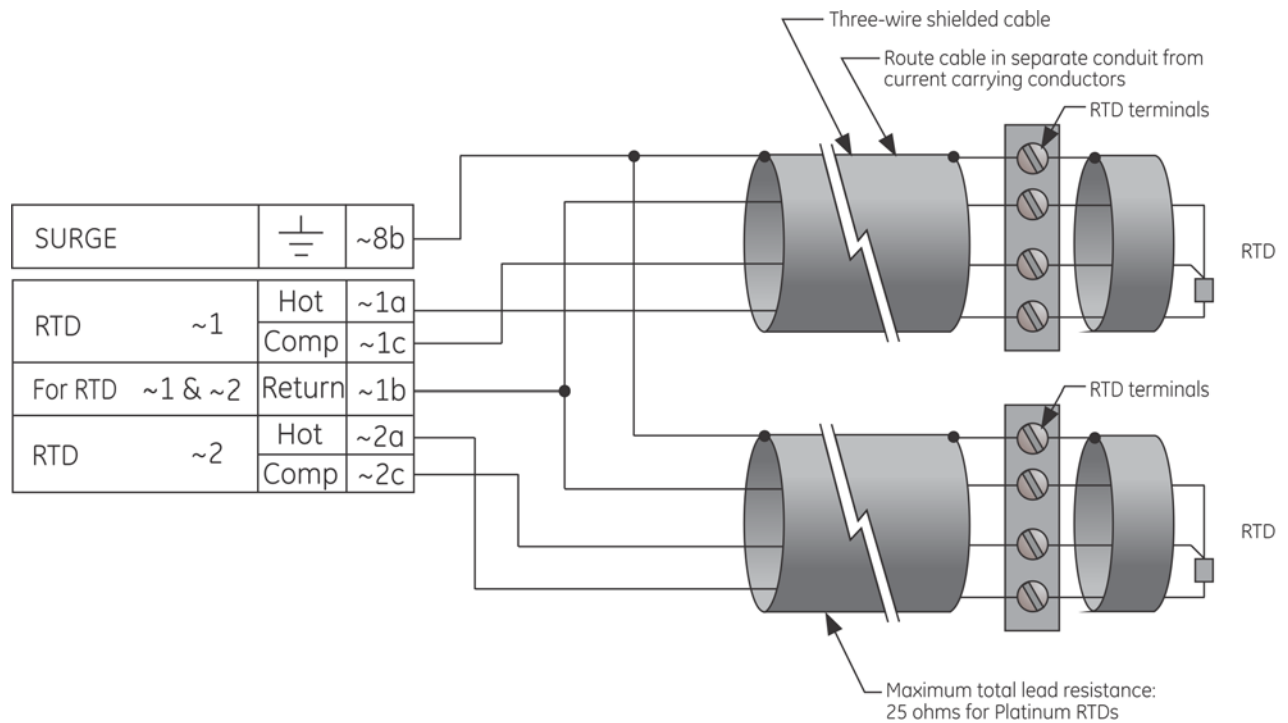 Three-wire shielded cable
Route cable in separate conduit from
current carrying conductors
RTD terminals
SURGE ~8b
RTD
RTD ~1 Hot ~1a
Comp ~1c
For RTD ~1 & ~2 Return ~1b
RTD ~2 Hot ~2a
Comp ~2c
RTD terminals
RTD
Maximum total lead resistance:
25 ohms for Platinum RTDs